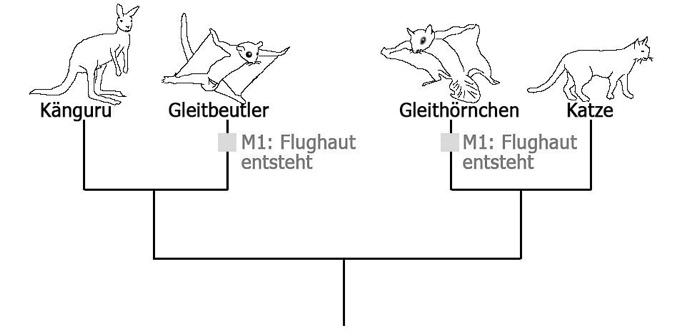 Känguru
Gleitbeutler
Gleithörnchen
Katze
M1: Flughaut
entsteht
M1: Flughaut
entsteht